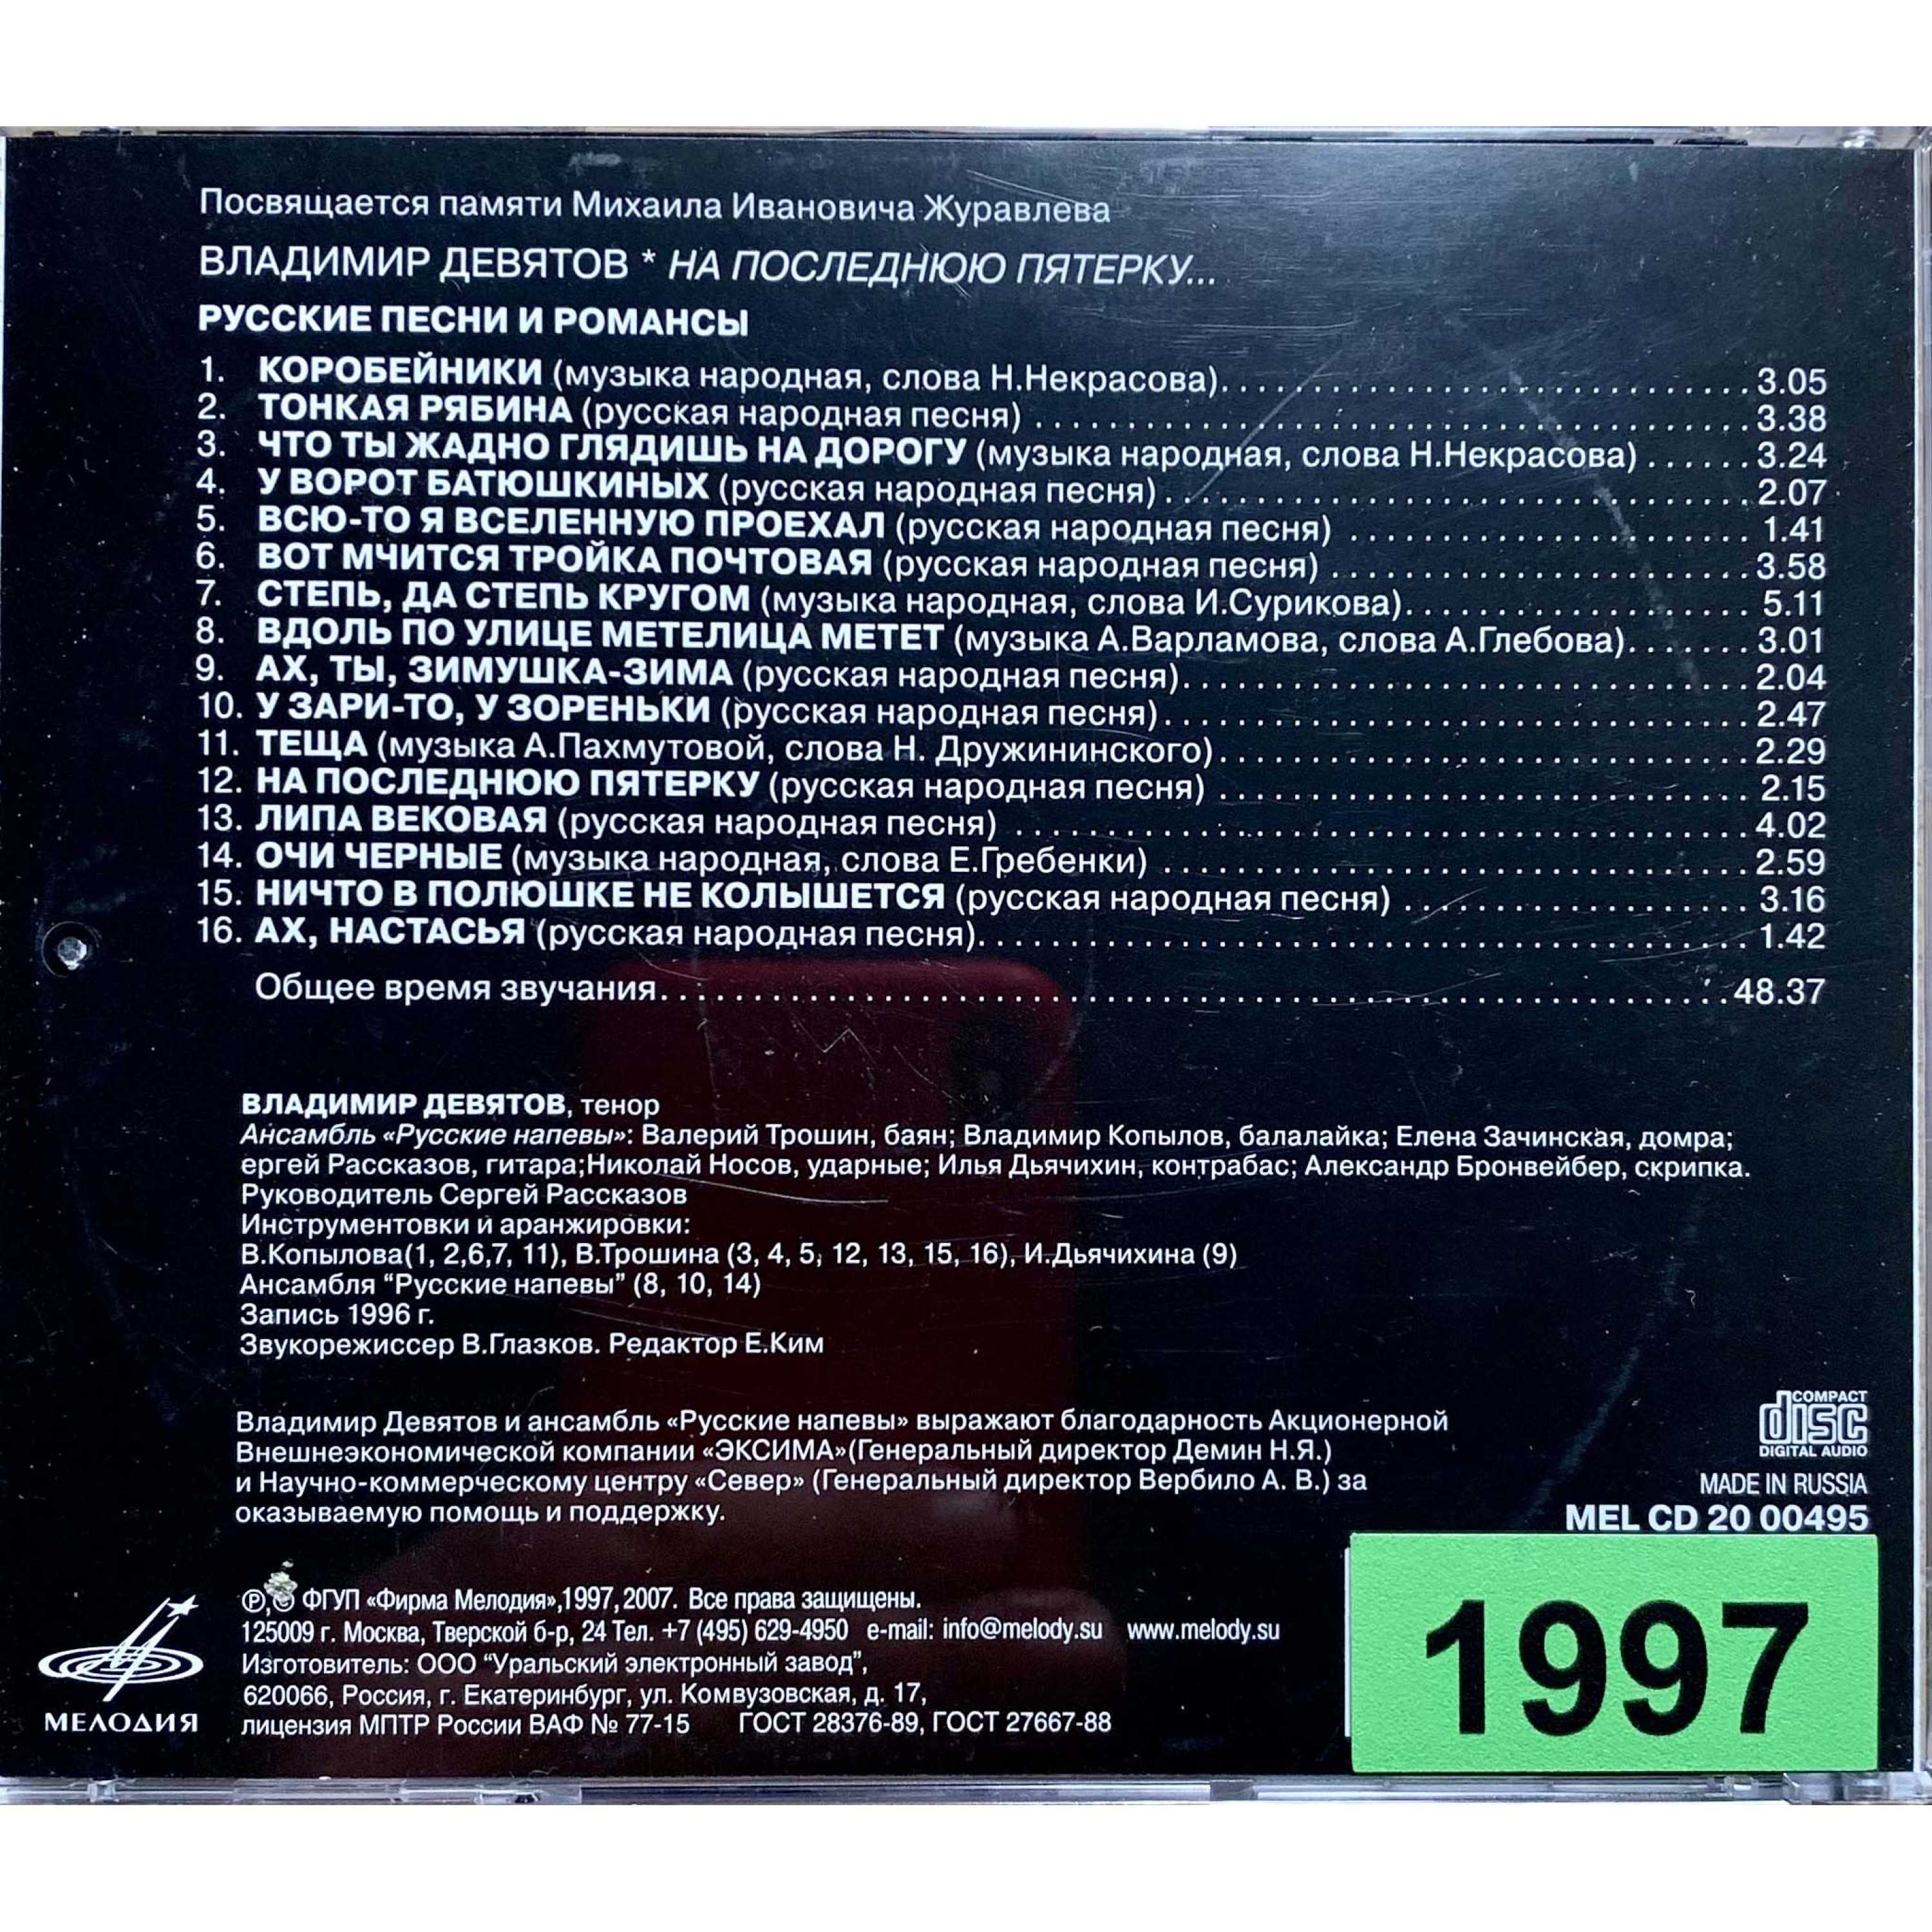 Посвящается памяти Михаила Ивановича Журавлева
ВЛАДИМИР ДЕВЯТОВ * НА ПОСЛЕДНЮЮ ПЯТЕРКУ...
РУССКИЕ ПЕСНИ И РОМАНСЫ
1. КОРОБЕЙНИКИ (музыка народная, слова Н.Некрасова). . . . . . . . 3.05
2. ТОНКАЯ РЯБИНА (русская народная песня) . . . . . . . . 3.38
3. ЧТО ТЫ ЖАДНО ГЛЯДИШЬ НА ДОРОГУ (музыка народная, слова Н.Некрасова) . . . . . . 3.24
4. У ВОРОТ БАТЮШКИНЫХ (русская народная песня) . . . . . . . . 2.07
5. ВСЮ-ТО Я ВСЕЛЕННУЮ ПРОЕХАЛ (русская народная песня) . . . . . . . . 1.41
6. ВОТ МЧИТСЯ ТРОЙКА ПОЧТОВАЯ (русская народная песня) . . . . . . . . 3.58
7. СТЕПЬ, ДА СТЕПЬ КРУГОМ (музыка народная, слова И.Сурикова). . . . . . . . 5.11
8. ВДОЛЬ ПО УЛИЦЕ МЕТЕЛИЦА МЕТЕТ (музыка А.Варламова, слова А.Глебова). . . . . . . 3.01
9. АХ, ТЫ, ЗИМУШКА-ЗИМА (русская народная песня). . . . . . . . 2.04
10. У ЗАРИ-ТО, У ЗОРЕНЬКИ (русская народная песня). . . . . . . . 2.47
11. ТЕЩА (музыка А.Пахмутовой, слова Н. Дружининского). . . . . . . . 2.29
12. НА ПОСЛЕДНЮЮ ПЯТЕРКУ (русская народная песня) . . . . . . . . 2.15
13. ЛИПА ВЕКОВАЯ (русская народная песня) . . . . . . . . 4.02
14. ОЧИ ЧЕРНЫЕ (музыка народная, слова Е.Гребенки) . . . . . . . . 2.59
15. НИЧТО В ПОЛЮШКЕ НЕ КОЛЫШЕТСЯ (русская народная песня) . . . . . . . . 3.16
16. АХ, НАСТАСЬЯ (русская народная песня). . . . . . . . 1.42
Общее время звучания. . . . . . . . 48.37
ВЛАДИМИР ДЕВЯТОВ, тенор
Ансамбль «Русские напевы»: Валерий Трошин, баян; Владимир Копылов, балалайка; Елена Зачинская, домра;
ергей Рассказов, гитара;Николай Носов, ударные; Илья Дьячихин, контрабас; Александр Бронвейбер, скрипка.
Руководитель Сергей Рассказов
Инструментовки и аранжировки:
В.Копылова(1, 2,6,7, 11), В.Трошина (3, 4, 5, 12, 13, 15, 16), И.Дьячихина (9)
Ансамбля “Русские напевы” (8, 10, 14)
Запись 1996 г.
Звукорежиссер В.Глазков. Редактор Е.Ким
Владимир Девятов и ансамбль «Русские напевы» выражают благодарность Акционерной
Внешнеэкономической компании «ЭКСИМА»(Генеральный директор Демин Н.Я.)
и Научно-коммерческому центру «Север» (Генеральный директор Вербило А. В.) за
оказываемую помощь и поддержку.
COMPACT
disc
DIGITAL AUDIO
MADE IN RUSSIA
MEL CD 20 00495
℗,© ФГУП «Фирма Мелодия»,1997, 2007. Все права защищены.
125009 г. Москва, Тверской б-р, 24 Тел. +7 (495) 629-4950 e-mail: info@melody.su www.melody.su
Изготовитель: ООО “Уральский электронный завод”,
620066, Россия, г. Екатеринбург, ул. Комвузовская, д. 17,
лицензия МПТР России ВАФ № 77-15 ГОСТ 28376-89, ГОСТ 27667-88
МЕЛОДИЯ
1997